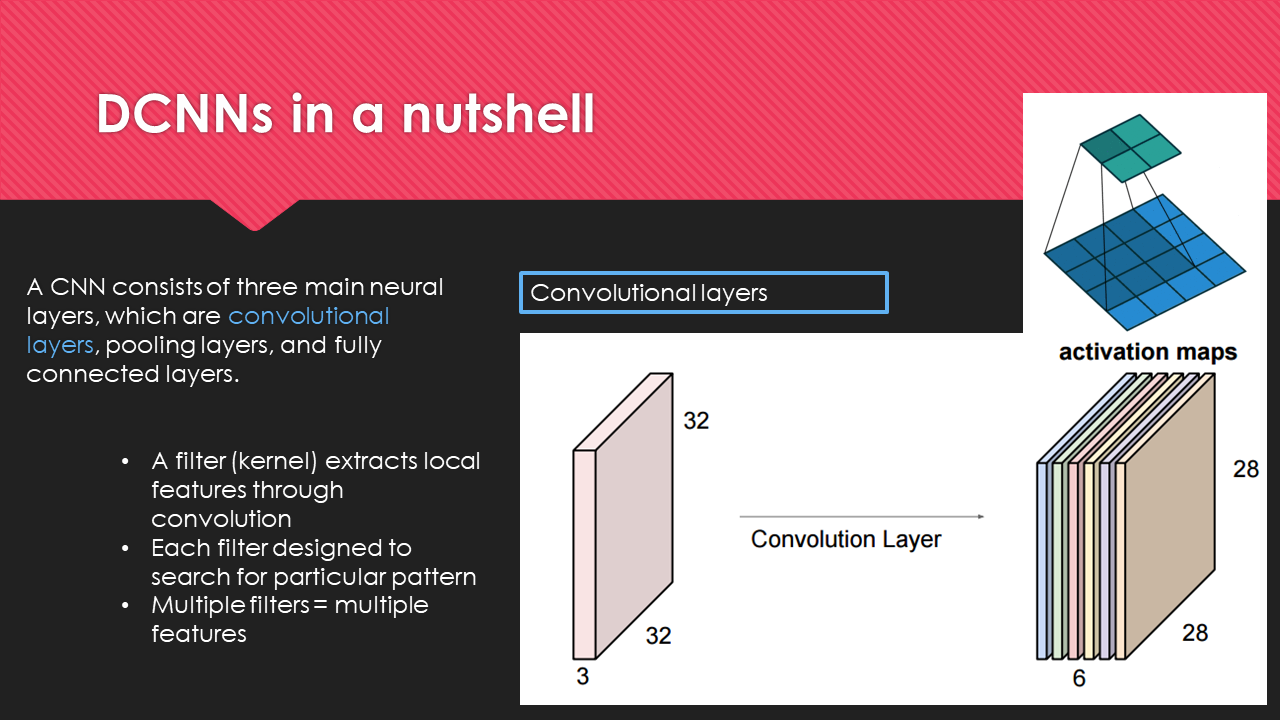 DCNNs in a nutshell
A CNN consists of three main neural
layers, which are convolutional
layers, pooling layers, and fully
connected layers.
• A filter (kernel) extracts local
features through
convolution
• Each filter designed to
search for particular pattern
• Multiple filters = multiple
features
Convolutional layers
activation maps
32
32
3
Convolution Layer
28
28
6